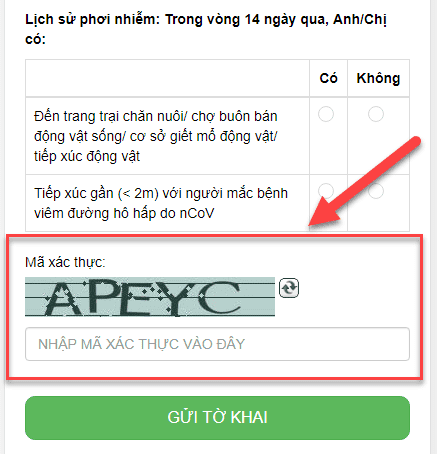 Lịch sử phơi nhiễm: Trong vòng 14 ngày qua, Anh/Chị
có:
Có Không
Đến trang trại chăn nuôi/ chợ buôn bán
động vật sống/ cơ sở giết mổ động vật/
tiếp xúc động vật
Tiếp xúc gần (< 2m) với người mắc bệnh
viêm đường hô hấp do nCoV
Mã xác thực:
APEYC
NHẬP MÃ XÁC THỰC VÀO ĐÂY
GỬI TỜ KHAI